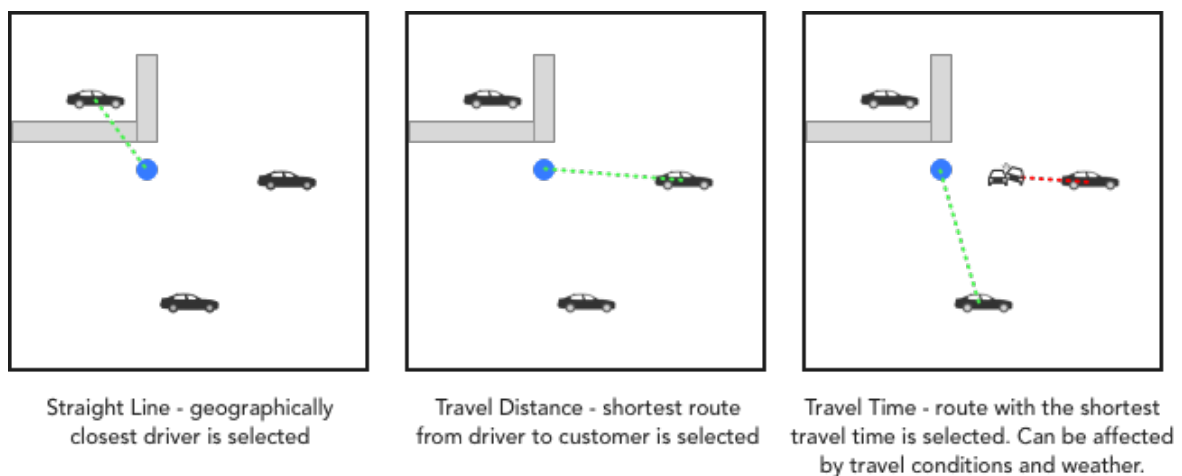 Straight Line - geographically
closest driver is selected
Travel Distance - shortest route
from driver to customer is selected
Travel Time - route with the shortest
travel time is selected. Can be affected
by travel conditions and weather.